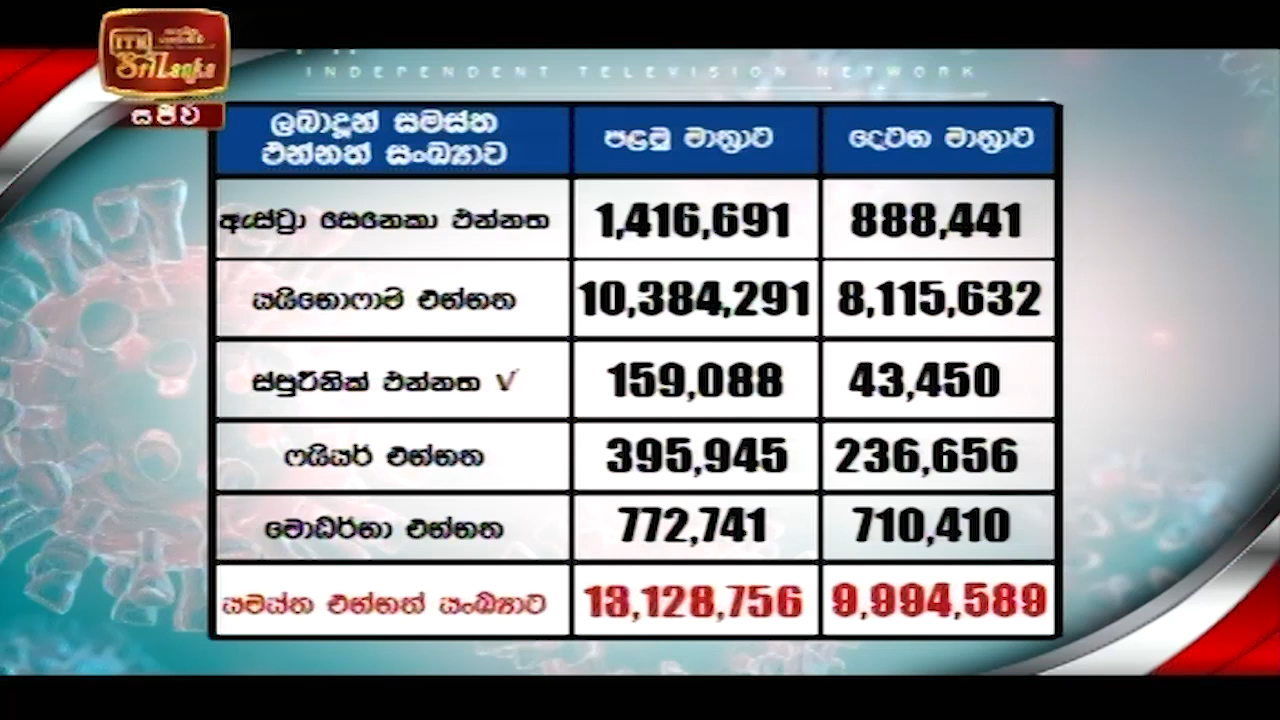 ITN
Sri Lanka
සජීව
INDEPENDENT TELEVISION NETWORK
ලබාදුන් සමස්ත
එන්නත් සංඛ්‍යාව
පළමු මාත්‍රාව
දෙවන මාත්‍රාව
ඇස්ට්‍රා සෙනෙකා එන්නත 1,416,691 888,441
සයිනොෆාම් එන්නත 10,384,291 8,115,632
ස්පුට්නික් එන්නත V 159,088 43,450
ෆයිසර් එන්නත 395,945 236,656
මොඩර්නා එන්නත 772,741 710,410
සමස්ත එන්නත් සංඛ්‍යාව 13,128,756 9,994,589